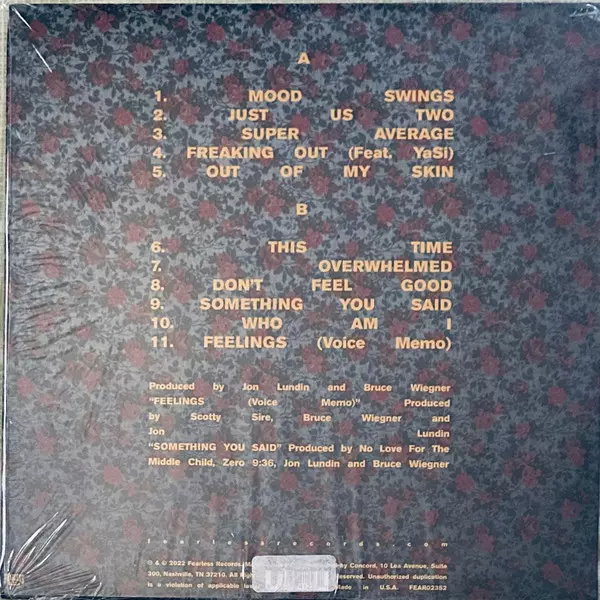 A
1. MOOD SWINGS
2. JUST US TWO
3. SUPER AVERAGE
4. FREAKING OUT (Feat. YaSi)
5. OUT OF MY SKIN
B
6. THIS TIME
7. OVERWHELMED
8. DON'T FEEL GOOD
9. SOMETHING YOU SAID
10. WHO AM I
11. FEELINGS (Voice Memo)
Produced by Jon Lundin and Bruce Wiegner
"FEELINGS (Voice Memo)" Produced
by Scotty Sire, Bruce Wiegner and
Jon Lundin
"SOMETHING YOU SAID" Produced by No Love For The
Middle Child, Zero 9:36, Jon Lundin and Bruce Wiegner
fearlessrecords.com
℗ & © 2022 Fearless Records, by Concord, 10 Lea Avenue, Suite
300, Nashville, TN 37210. All Reserved. Unauthorized duplication
is a violation of applicable Made in U.S.A. FEAR02352